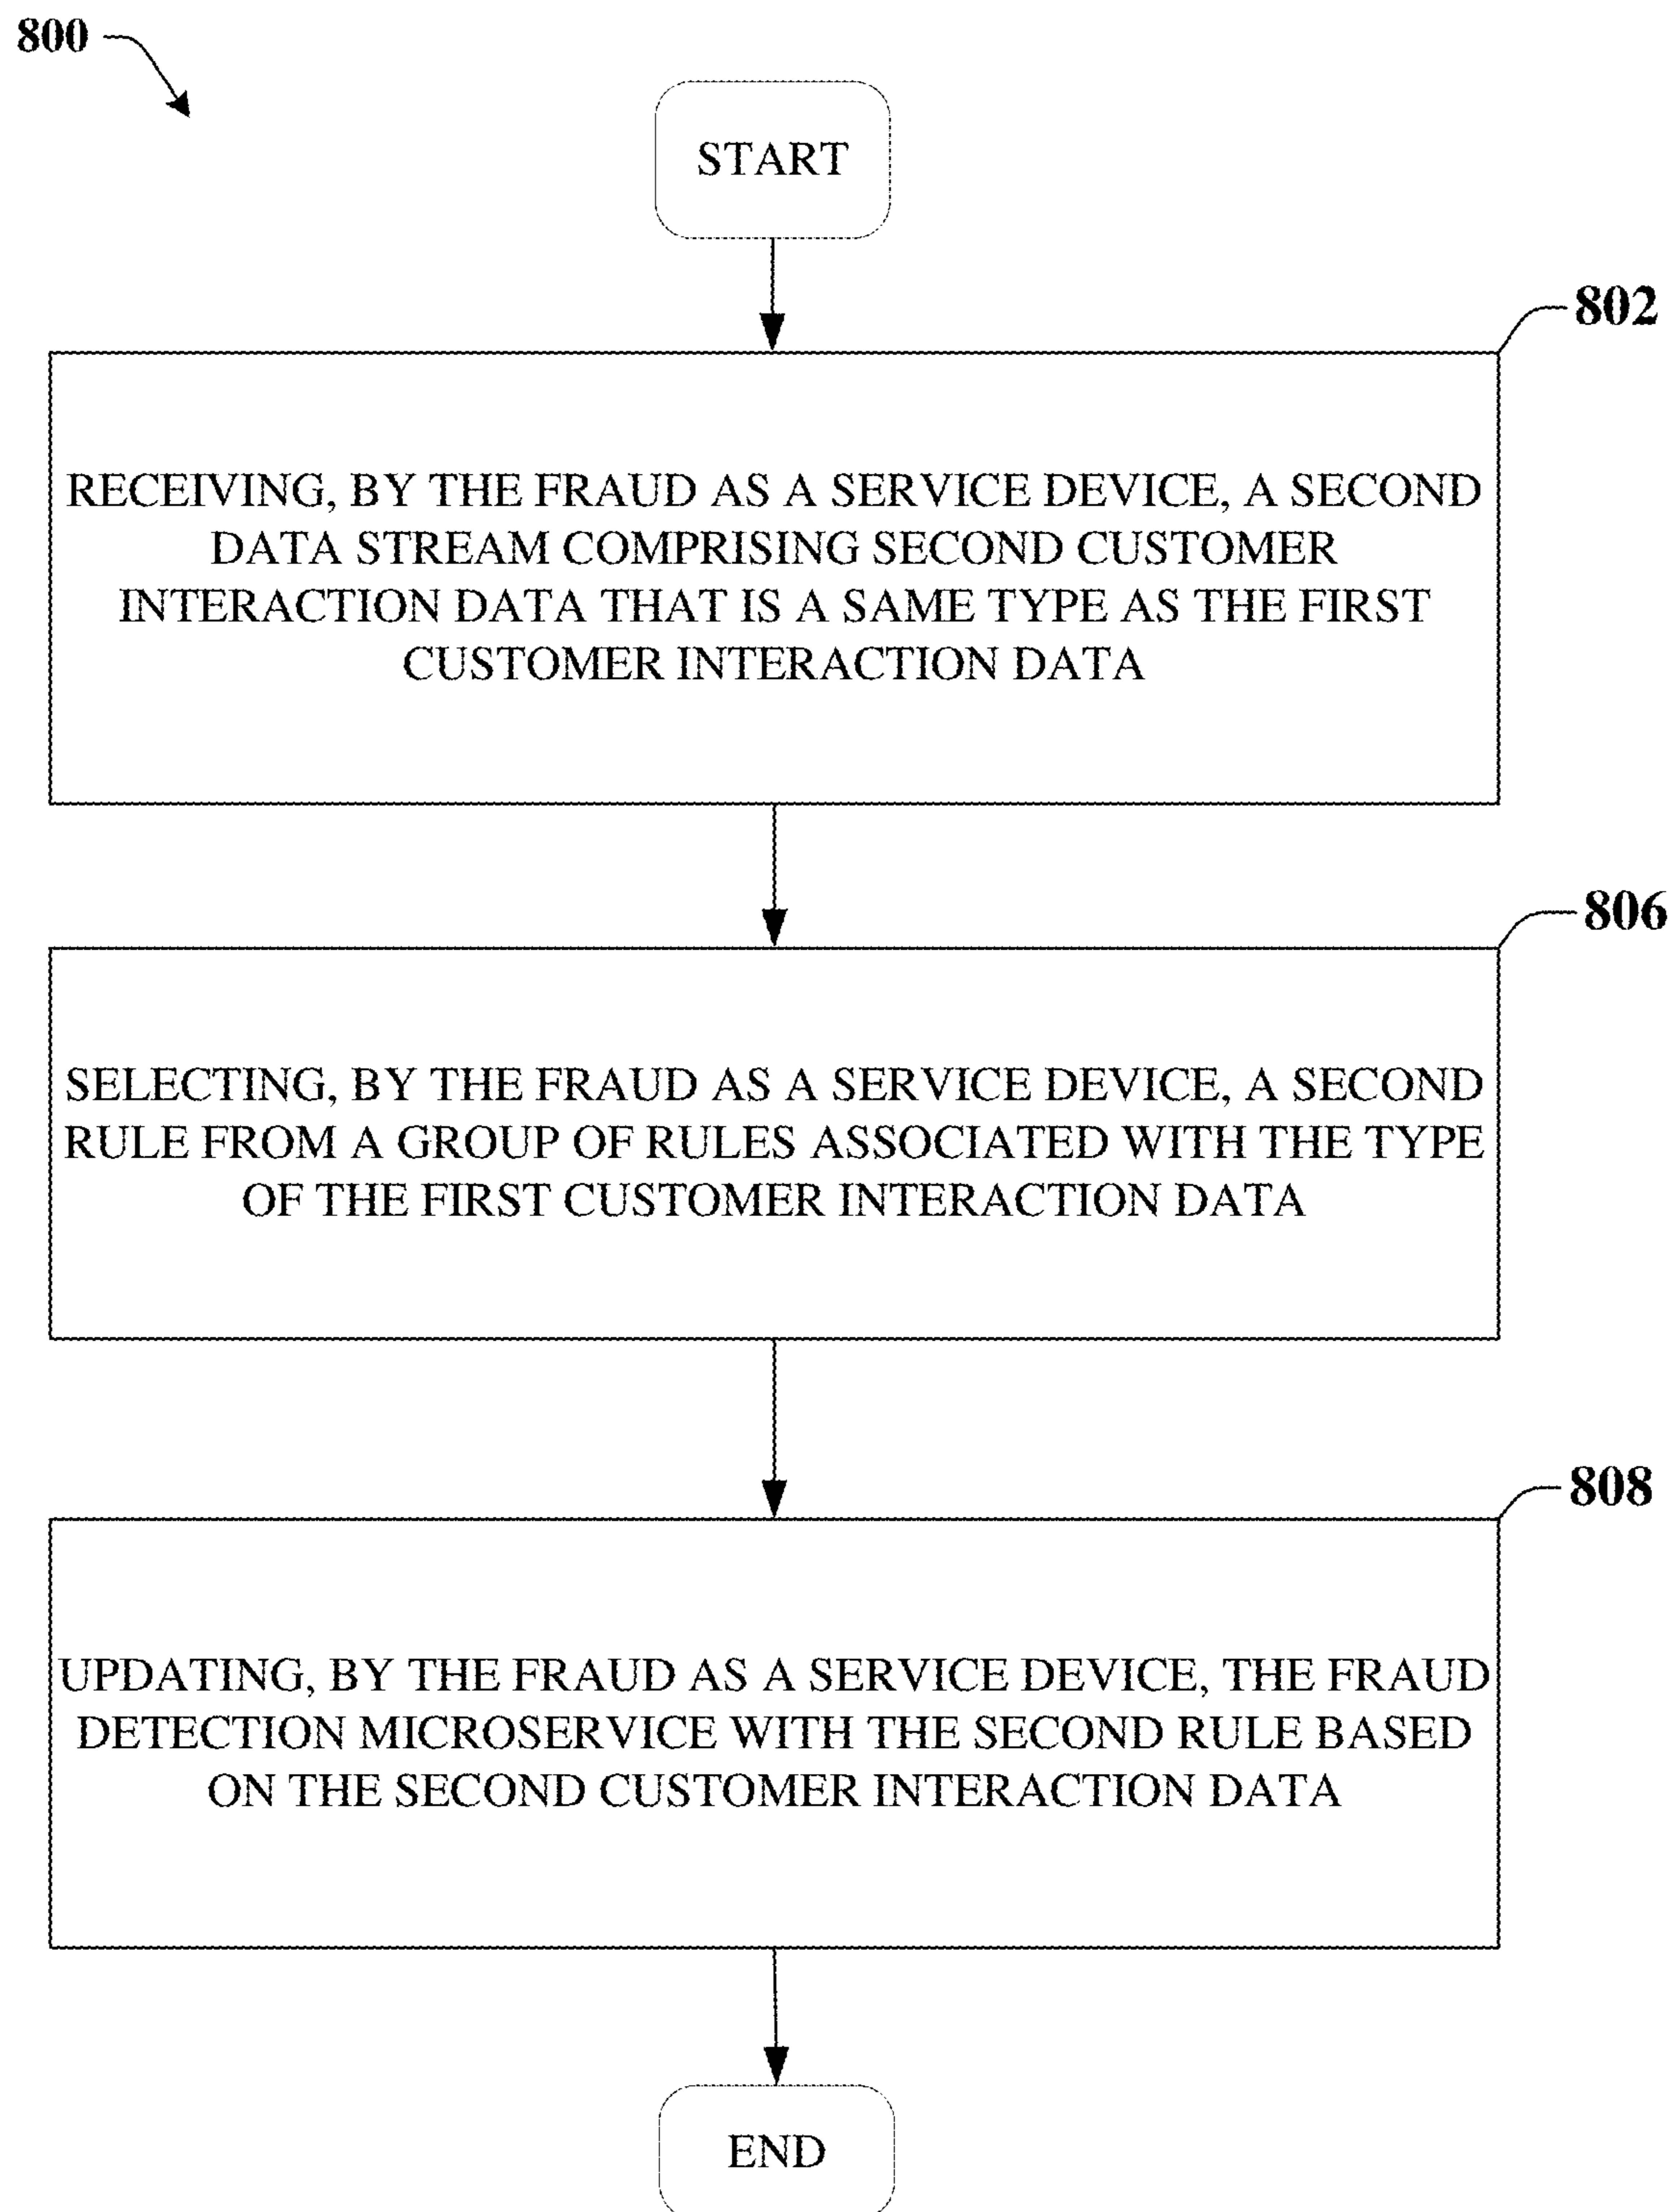 800
START
802
RECEIVING, BY THE FRAUD AS A SERVICE DEVICE, A SECOND
DATA STREAM COMPRISING SECOND CUSTOMER
INTERACTION DATA THAT IS A SAME TYPE AS THE FIRST
CUSTOMER INTERACTION DATA
806
SELECTING, BY THE FRAUD AS A SERVICE DEVICE, A SECOND
RULE FROM A GROUP OF RULES ASSOCIATED WITH THE TYPE
OF THE FIRST CUSTOMER INTERACTION DATA
808
UPDATING, BY THE FRAUD AS A SERVICE DEVICE, THE FRAUD
DETECTION MICROSERVICE WITH THE SECOND RULE BASED
ON THE SECOND CUSTOMER INTERACTION DATA
END